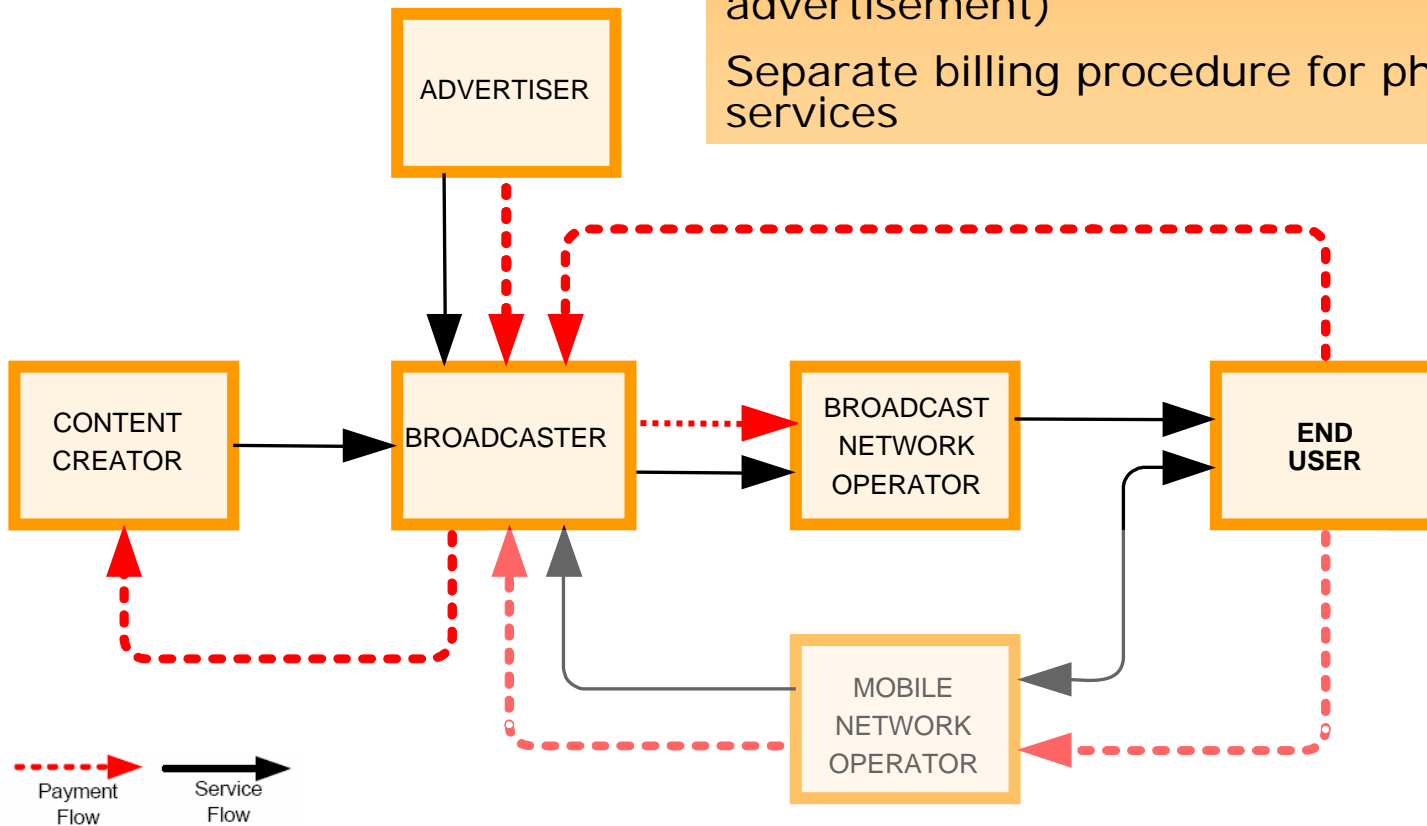 advertisement)
Separate billing procedure for
services
ADVERTISER
CONTENT
CREATOR
BROADCASTER
BROADCAST
NETWORK
OPERATOR
END
USER
MOBILE
NETWORK
OPERATOR
Payment
Flow
Service
Flow